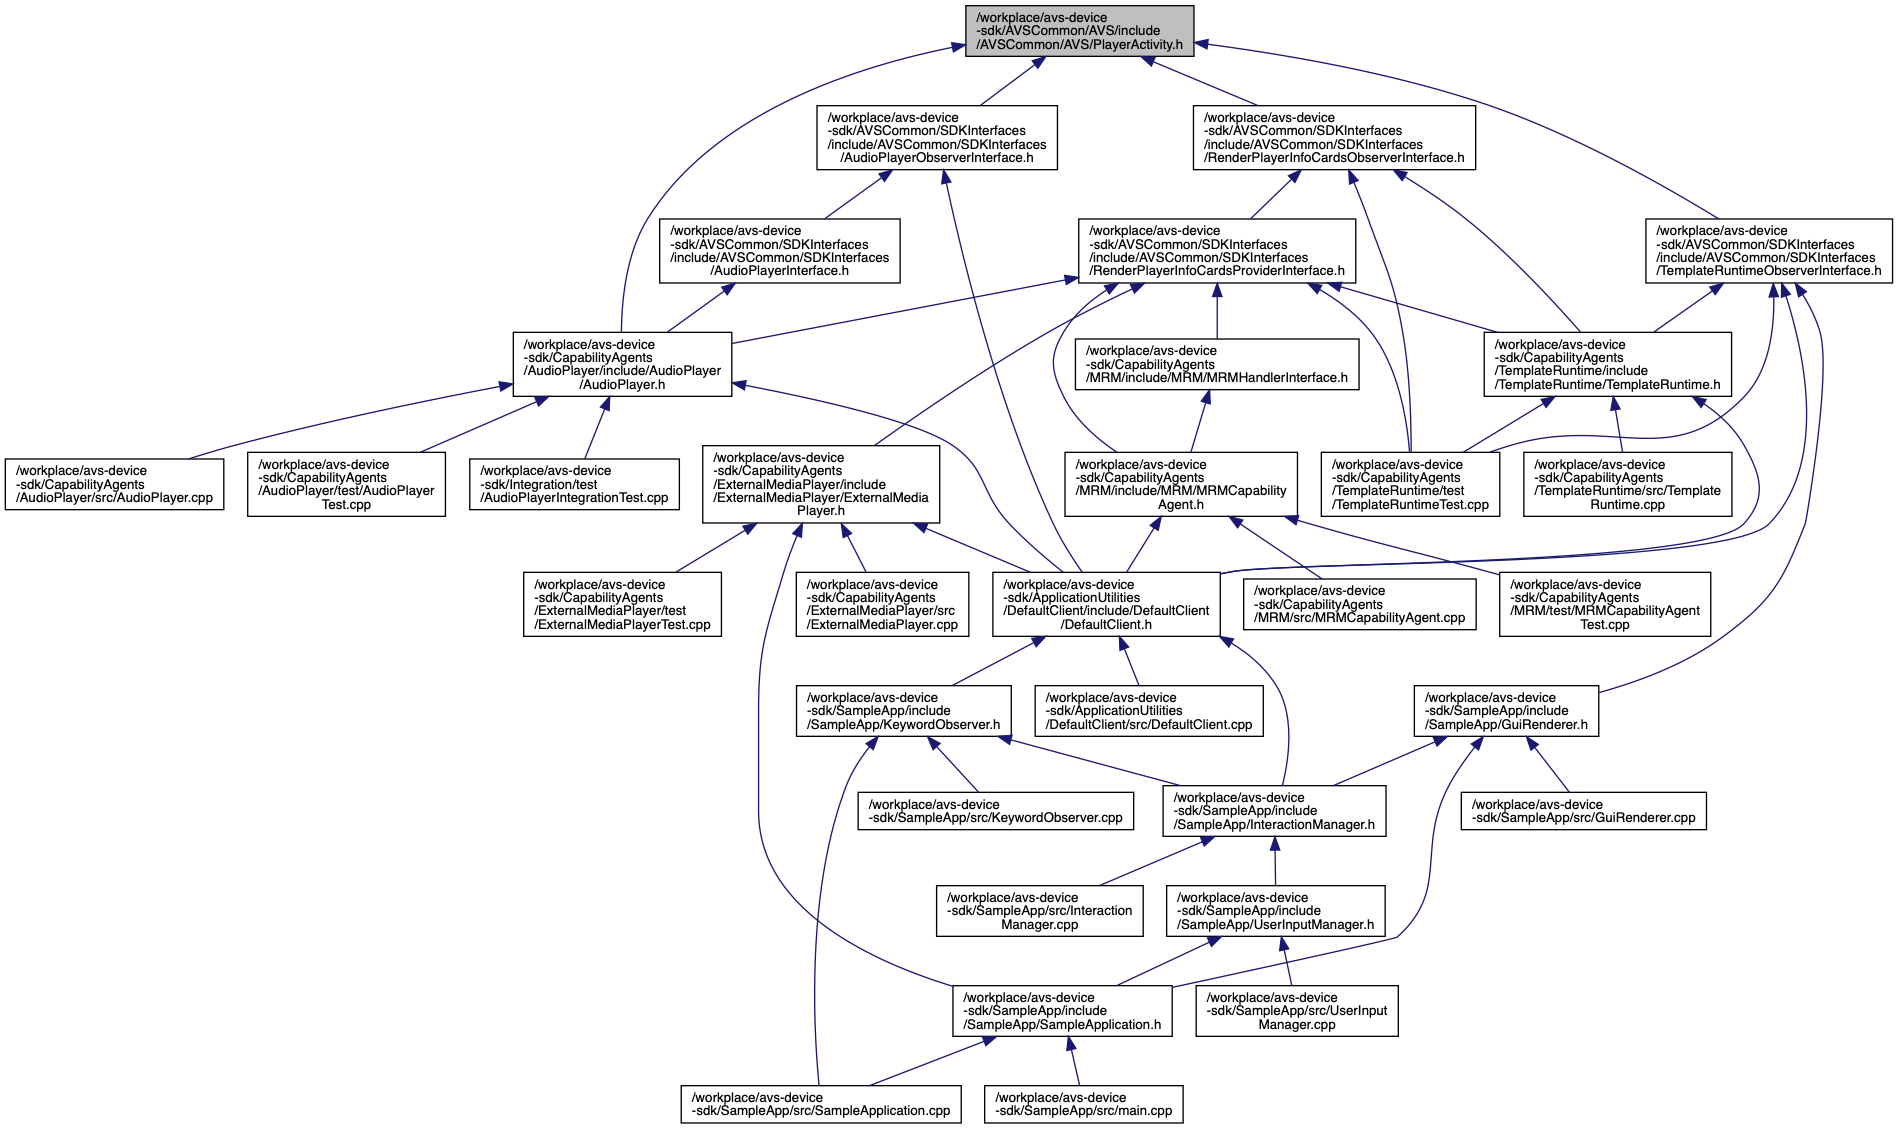 /workplace/avs-device
-sdk/AVSCommon/AVS/include
/AVSCommon/AVS/PlayerActivity.h
/workplace/avs-device
-sdk/AVSCommon/SDKInterfaces
/include/AVSCommon/SDKInterfaces
/AudioPlayerObserverInterface.h
/workplace/avs-device
-sdk/AVSCommon/SDKInterfaces
/include/AVSCommon/SDKInterfaces
/RenderPlayerInfoCardsObserverInterface.h
/workplace/avs-device
-sdk/AVSCommon/SDKInterfaces
/include/AVSCommon/SDKInterfaces
/AudioPlayerInterface.h
/workplace/avs-device
-sdk/AVSCommon/SDKInterfaces
/include/AVSCommon/SDKInterfaces
/RenderPlayerInfoCardsProviderInterface.h
/workplace/avs-device
-sdk/AVSCommon/SDKInterfaces
/include/AVSCommon/SDKInterfaces
/TemplateRuntimeObserverInterface.h
/workplace/avs-device
-sdk/CapabilityAgents
/AudioPlayer/include/AudioPlayer
/AudioPlayer.h
/workplace/avs-device
-sdk/CapabilityAgents
/MRM/include/MRM/MRMHandlerInterface.h
/workplace/avs-device
-sdk/CapabilityAgents
/TemplateRuntime/include
/TemplateRuntime/TemplateRuntime.h
/workplace/avs-device
-sdk/CapabilityAgents
/AudioPlayer/src/AudioPlayer.cpp
/workplace/avs-device
-sdk/CapabilityAgents
/AudioPlayer/test/AudioPlayer
Test.cpp
/workplace/avs-device
-sdk/Integration/test
/AudioPlayerIntegrationTest.cpp
/workplace/avs-device
-sdk/CapabilityAgents
/ExternalMediaPlayer/include
/ExternalMediaPlayer/ExternalMedia
Player.h
/workplace/avs-device
-sdk/CapabilityAgents
/MRM/include/MRM/MRMCapability
Agent.h
/workplace/avs-device
-sdk/CapabilityAgents
/TemplateRuntime/test
/TemplateRuntimeTest.cpp
/workplace/avs-device
-sdk/CapabilityAgents
/TemplateRuntime/src/Template
Runtime.cpp
/workplace/avs-device
-sdk/CapabilityAgents
/ExternalMediaPlayer/test
/ExternalMediaPlayerTest.cpp
/workplace/avs-device
-sdk/CapabilityAgents
/ExternalMediaPlayer/src
/ExternalMediaPlayer.cpp
/workplace/avs-device
-sdk/ApplicationUtilities
/DefaultClient/include/DefaultClient
/DefaultClient.h
/workplace/avs-device
-sdk/CapabilityAgents
/MRM/src/MRMCapabilityAgent.cpp
/workplace/avs-device
-sdk/CapabilityAgents
/MRM/test/MRMCapabilityAgent
Test.cpp
/workplace/avs-device
-sdk/SampleApp/include
/SampleApp/KeywordObserver.h
/workplace/avs-device
-sdk/ApplicationUtilities
/DefaultClient/src/DefaultClient.cpp
/workplace/avs-device
-sdk/SampleApp/include
/SampleApp/GuiRenderer.h
/workplace/avs-device
-sdk/SampleApp/src/KeywordObserver.cpp
/workplace/avs-device
-sdk/SampleApp/include
/SampleApp/InteractionManager.h
/workplace/avs-device
-sdk/SampleApp/src/GuiRenderer.cpp
/workplace/avs-device
-sdk/SampleApp/src/Interaction
Manager.cpp
/workplace/avs-device
-sdk/SampleApp/include
/SampleApp/UserInputManager.h
/workplace/avs-device
-sdk/SampleApp/include
/SampleApp/SampleApplication.h
/workplace/avs-device
-sdk/SampleApp/src/UserInput
Manager.cpp
/workplace/avs-device
-sdk/SampleApp/src/SampleApplication.cpp
/workplace/avs-device
-sdk/SampleApp/src/main.cpp